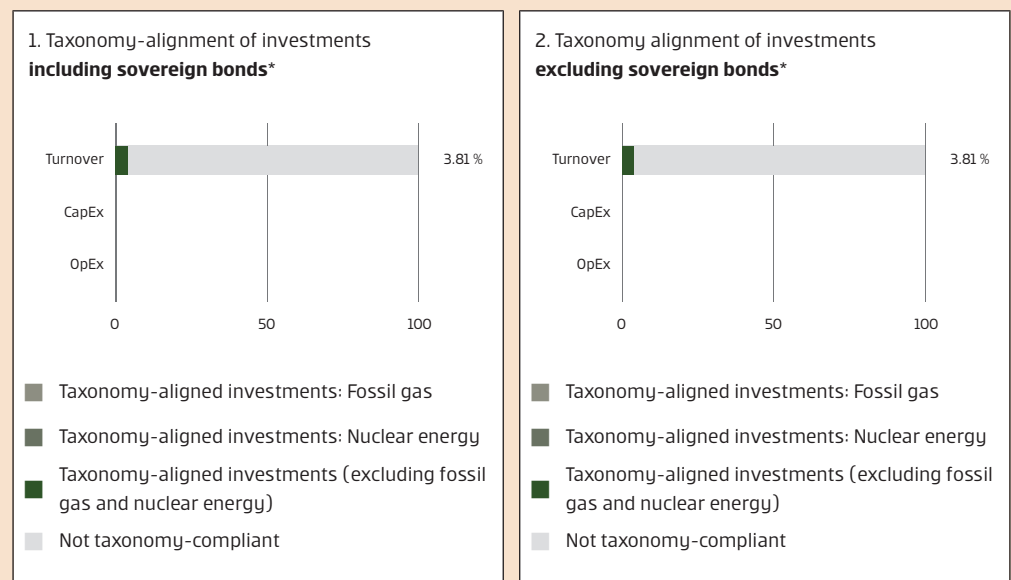 1. Taxonomy-alignment of investments
including sovereign bonds*
Turnover
3.81 %
CapEx
OpEx
0
50
100
Taxonomy-aligned investments: Fossil gas
Taxonomy-aligned investments: Nuclear energy
Taxonomy-aligned investments (excluding fossil
gas and nuclear energy)
Not taxonomy-compliant
2. Taxonomy alignment of investments
excluding sovereign bonds*
Turnover
3.81 %
CapEx
OpEx
0
50
100
Taxonomy-aligned investments: Fossil gas
Taxonomy-aligned investments: Nuclear energy
Taxonomy-aligned investments (excluding fossil
gas and nuclear energy)
Not taxonomy-compliant